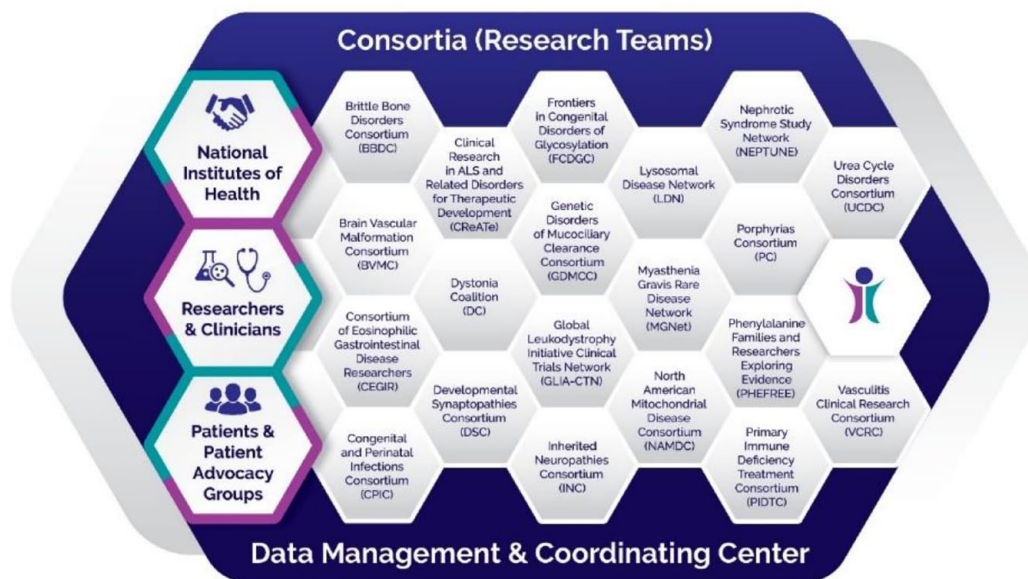 Consortia (Research Teams)
National
Institutes of
Health
Researchers
& Clinicians
Patients &
Patient
Advocacy
Groups
Brittle Bone
Disorders
Consortium
(BBDC)
Brain Vascular
Malformation
Consortium
(BVMC)
Consortium
of Eosinophilic
Gastrointestinal
Disease
Researchers
(CEGIR)
Congenital
and Perinatal
Infections
Consortium
(CPIC)
Clinical
Research
in ALS and
Related Disorders
for Therapeutic
Development
(CReATe)
Dystonia
Coalition
(DC)
Developmental
Synaptopathies
Consortium
(DSC)
Frontiers
in Congenital
Disorders of
Glycosylation
(FCDGC)
Genetic
Disorders
of Mucociliary
Clearance
Consortium
(GDMCC)
Global
Leukodystrophy
Initiative Clinical
Trials Network
(GLIA-CTN)
Inherited
Neuropathies
Consortium
(INC)
Lysosomal
Disease Network
(LDN)
Myasthenia
Gravis Rare
Disease
Network
(MGNet)
North
American
Mitochondrial
Disease
Consortium
(NAMDC)
Nephrotic
Syndrome Study
Network
(NEPTUNE)
Porphyrias
Consortium
(PC)
Phenylalanine
Families and
Researchers
Exploring
Evidence
(PHEFREE)
Primary
Immune
Deficiency
Treatment
Consortium
(PIDTC)
Urea Cycle
Disorders
Consortium
(UCDC)
Vasculitis
Clinical Research
Consortium
(VCRC)
Data Management & Coordinating Center